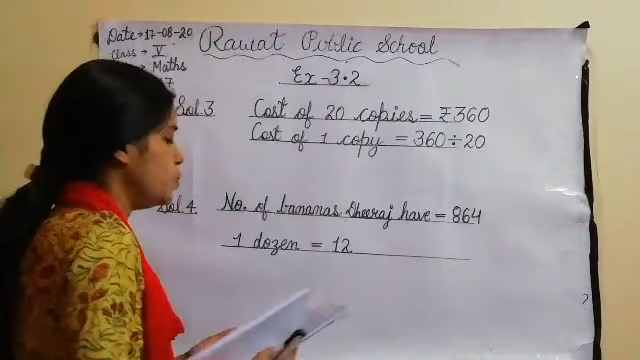 Date → 17-08-20
Rawat Public School
Class → V
Maths
17
Ex-3.2
Sol.3 Cost of 20 copies = ₹360
Cost of 1 copy = 360÷20
Sol 4. No. of bananas Dheeraj have = 864
1 dozen = 12